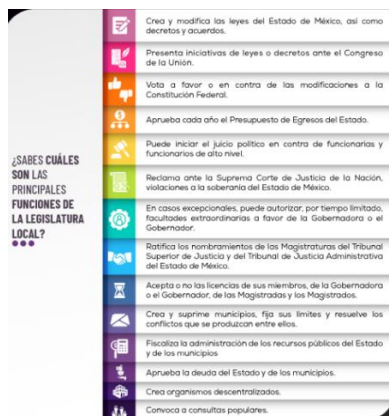 ¿SABES CUÁLES
SON LAS
PRINCIPALES
FUNCIONES DE
LA LEGISLATURA
LOCAL?
Crea y modifica las leyes del Estado de México, así como
decretos y acuerdos.
Presenta iniciativas de leyes o decretos ante el Congreso
de la Unión.
Vota a favor o en contra de las modificaciones a la
Constitución Federal.
Aprueba cada año el Presupuesto de Egresos del Estado.
Puede iniciar el juicio político en contra de funcionarias y
funcionarios de alto nivel.
Reclama ante la Suprema Corte de Justicia de la Nación,
violaciones a la soberanía del Estado de México.
En casos excepcionales, puede autorizar, por tiempo limitado,
facultades extraordinarias a favor de la Gobernadora o el
Gobernador.
Ratifica los nombramientos de las Magistraturas del Tribunal
Superior de Justicia y del Tribunal de Justicia Administrativa
del Estado de México.
Acepta o no las licencias de sus miembros, de la Gobernadora
o el Gobernador, de las Magistradas y los Magistrados.
Crea y suprime municipios, fija sus límites y resuelve los
conflictos que se produzcan entre ellos.
Fiscaliza la administración de los recursos públicos del Estado
y de los municipios
Aprueba la deuda del Estado y de los municipios.
Crea organismos descentralizados.
Convoca a consultas populares.